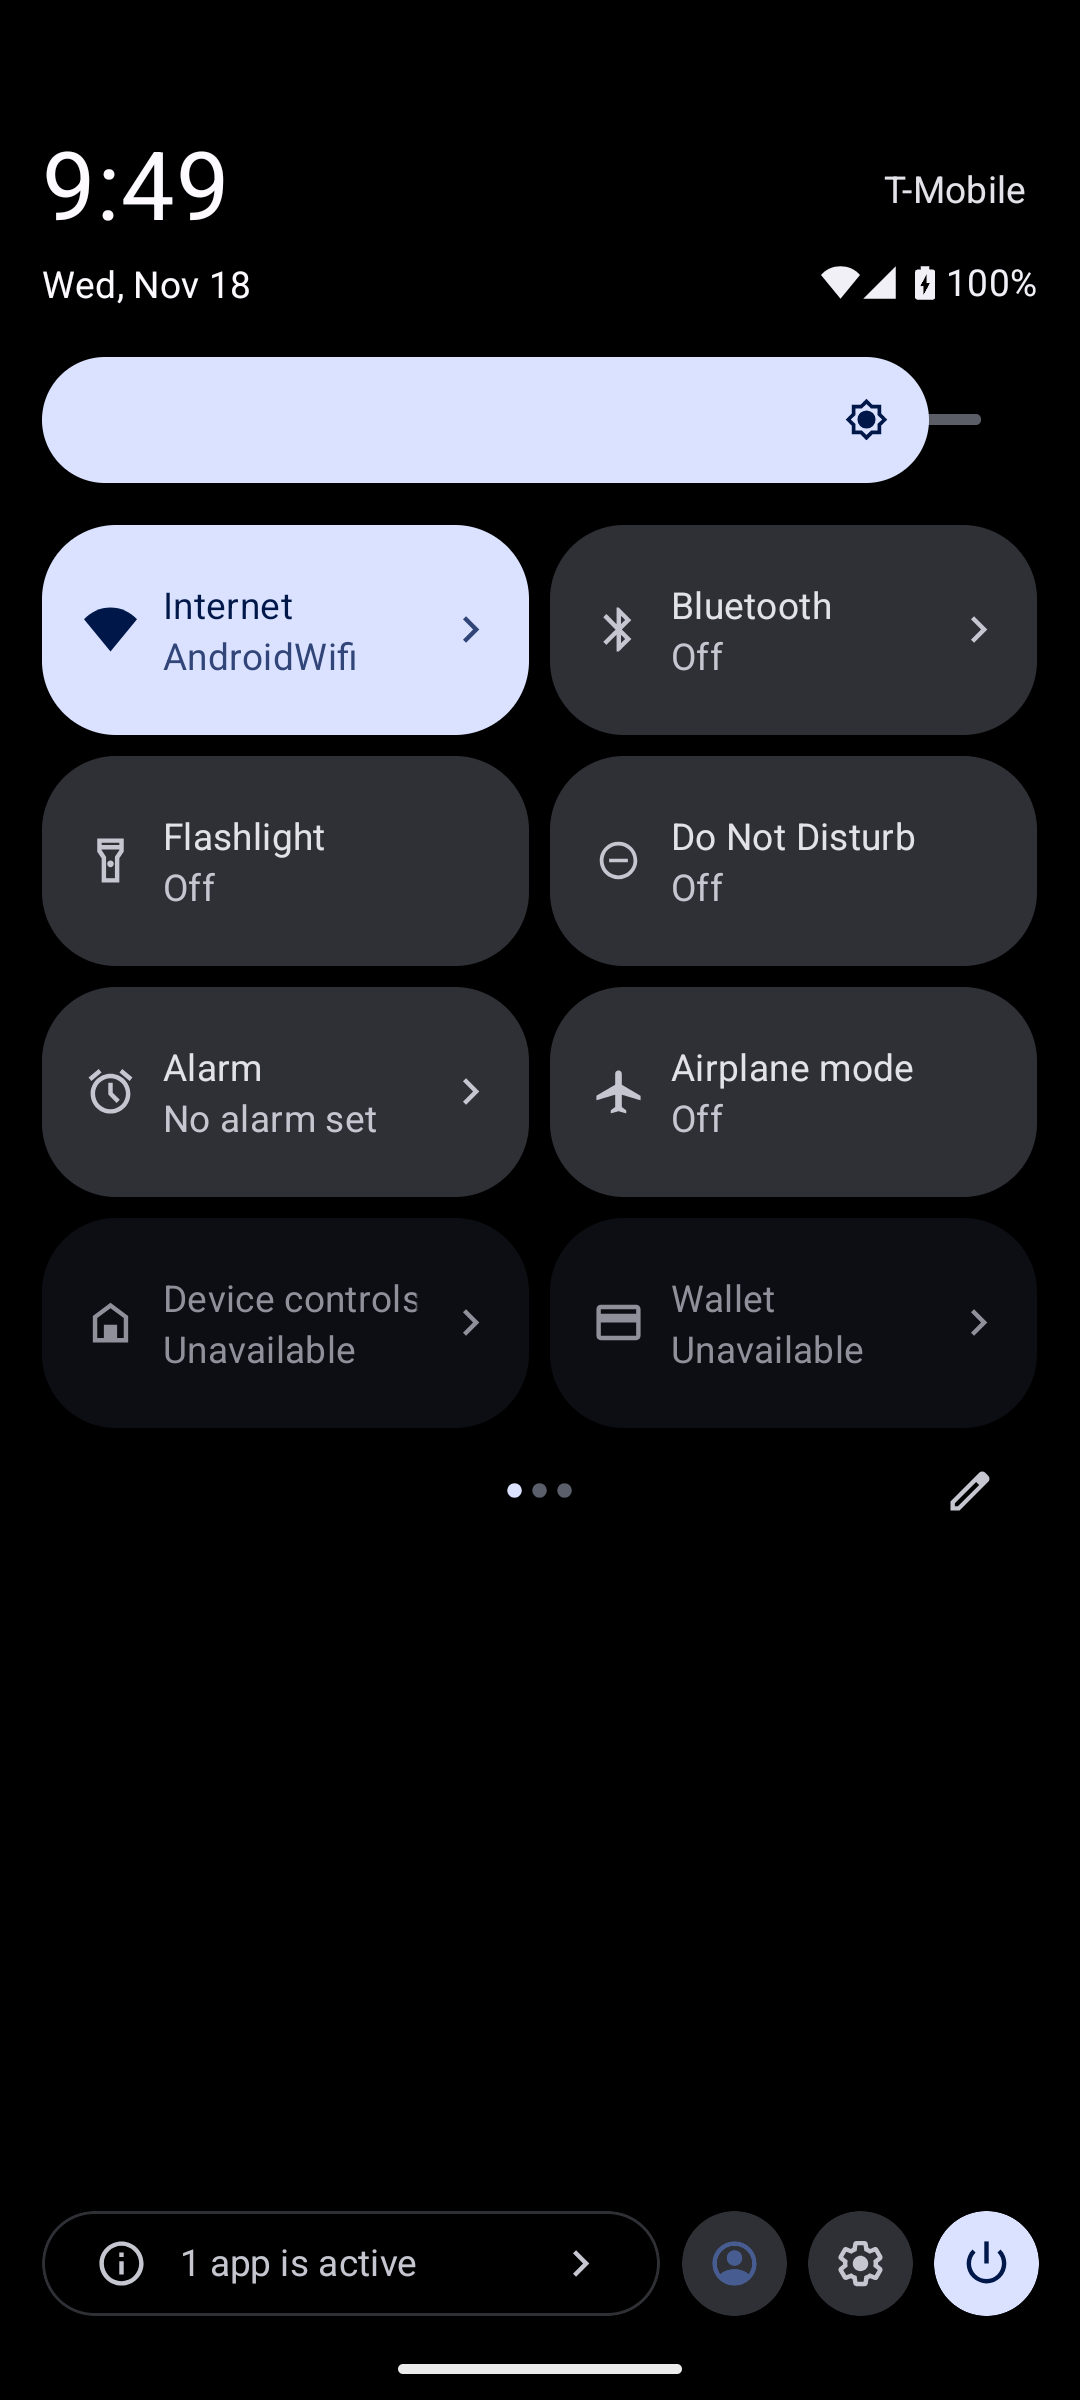 9:49
T-Mobile
Wed, Nov 18
100%
Internet
AndroidWifi
Bluetooth
Off
Flashlight
Off
Do Not Disturb
Off
Alarm
No alarm set
Airplane mode
Off
Device controls
Unavailable
Wallet
Unavailable
1 app is active